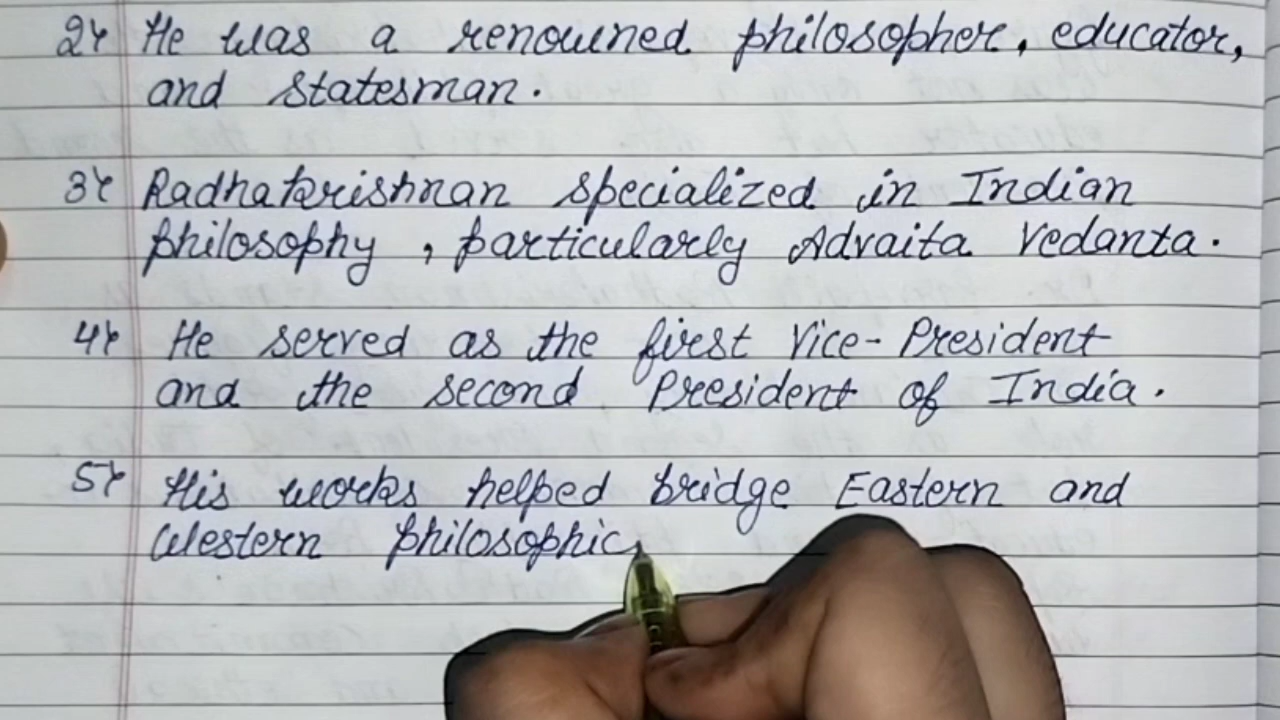 2) He was a renowned philosopher, educator,
and statesman.
3) Radhakrishnan specialized in Indian
philosophy, particularly Advaita Vedanta.
4) He served as the first Vice-President
and the second President of India.
5) His works helped bridge Eastern and
Western philosophic